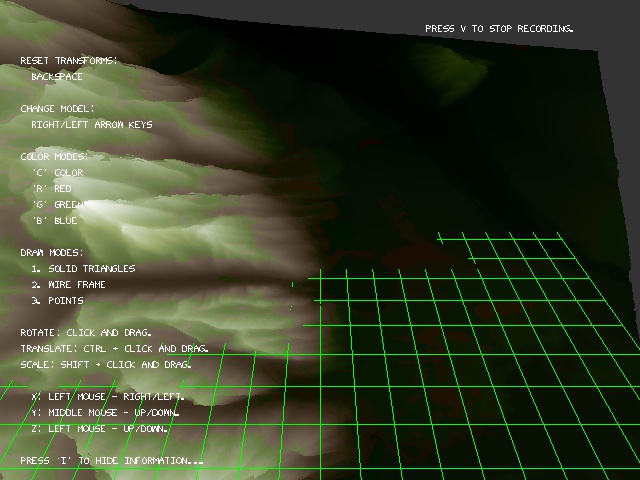 PRESS V TO STOP RECORDING.
RESET TRANSFORMS:
BACKSPACE
CHANGE MODEL:
RIGHT/LEFT ARROW KEYS
COLOR MODES:
'C' COLOR
'R' RED
'G' GREEN
'B' BLUE
DRAW MODES:
1. SOLID TRIANGLES
2. WIRE FRAME
3. POINTS
ROTATE: CLICK AND DRAG.
TRANSLATE: CTRL + CLICK AND DRAG.
SCALE: SHIFT + CLICK AND DRAG.
X: LEFT MOUSE - RIGHT/LEFT.
Y: MIDDLE MOUSE - UP/DOWN.
Z: LEFT MOUSE - UP/DOWN.
PRESS 'I' TO HIDE INFORMATION...